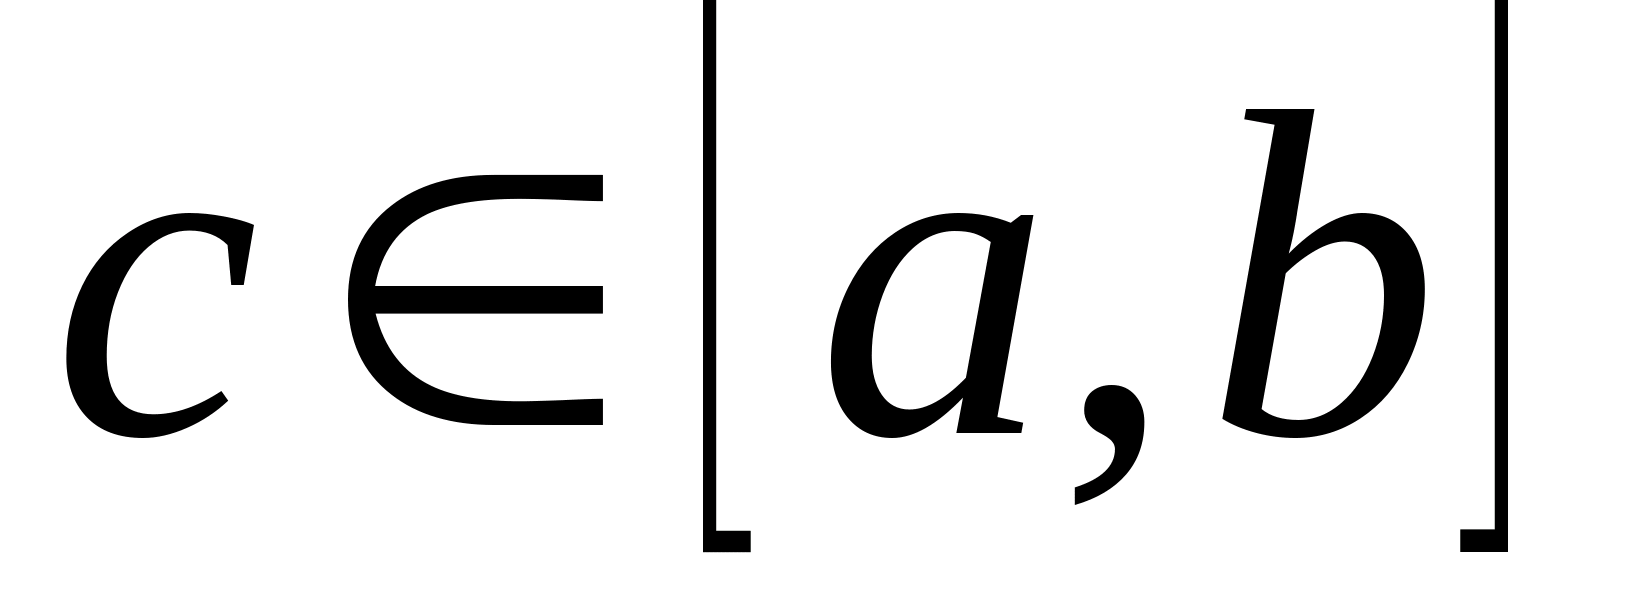 c ∈ [a, b]